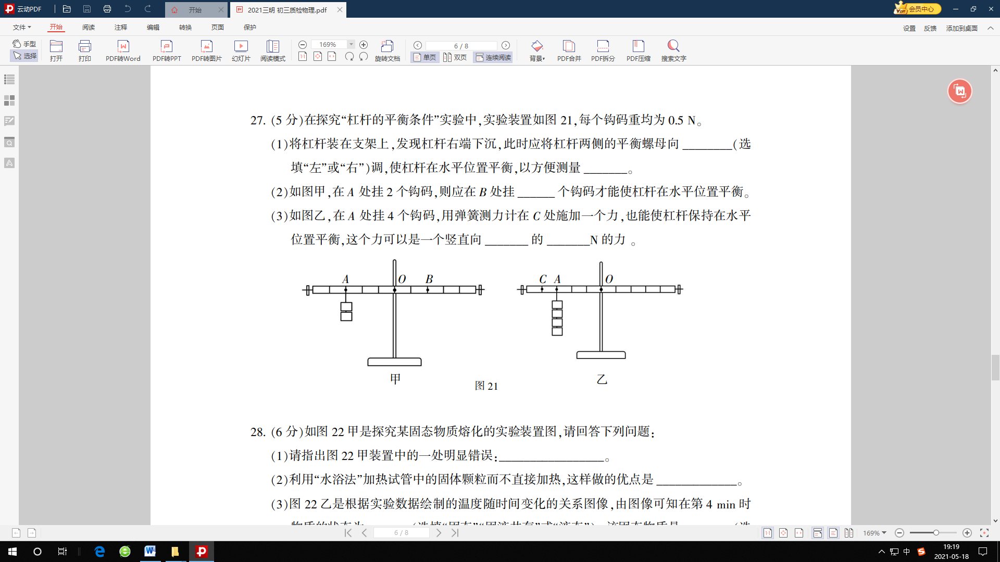 云动PDF
开始
2021三明 初三质检物理.pdf
会员中心
文件 开始 阅读 注释 编辑 转换 页面 保护
设置 反馈 添加到桌面
手型
选择
打开
打印
PDF转Word
PDF转PPT
PDF转图片
幻灯片
阅读模式
169%
旋转文档
6 / 8
单页 双页 连续阅读
背景
PDF合并
PDF拆分
PDF压缩
搜索文字
27. (5 分)在探究“杠杆的平衡条件”实验中,实验装置如图 21,每个钩码重均为 0.5 N。
(1)将杠杆装在支架上,发现杠杆右端下沉,此时应将杠杆两侧的平衡螺母向 ________(选
填“左”或“右”)调,使杠杆在水平位置平衡,以方便测量 _______。
(2)如图甲,在 A 处挂 2 个钩码,则应在 B 处挂 ______ 个钩码才能使杠杆在水平位置平衡。
(3)如图乙,在 A 处挂 4 个钩码,用弹簧测力计在 C 处施加一个力,也能使杠杆保持在水平
位置平衡,这个力可以是一个竖直向 _______ 的 _______N 的力 。
A O B
C A O
甲
乙
图 21
28. (6 分)如图 22 甲是探究某固态物质熔化的实验装置图,请回答下列问题:
(1)请指出图 22 甲装置中的一处明显错误:_________________。
(2)利用“水浴法”加热试管中的固体颗粒而不直接加热,这样做的优点是 _____________。
(3)图 22 乙是根据实验数据绘制的温度随时间变化的关系图像,由图像可知在第 4 min 时
6 / 8
169%
中
19:19
2021-05-18